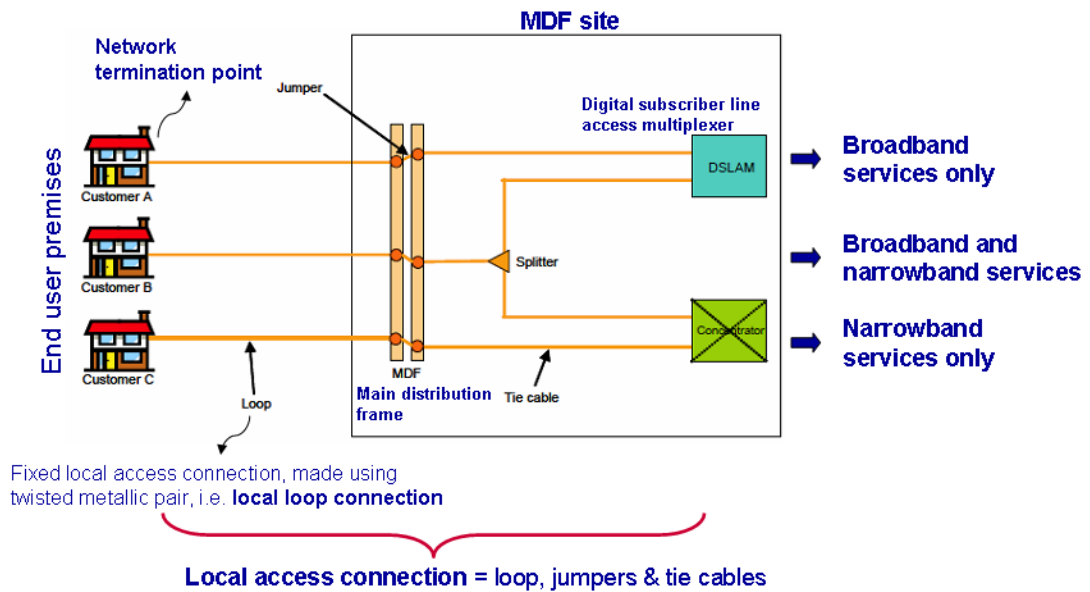 MDF site
Network
termination point
Jumper
Digital subscriber line
access multiplexer
End user premises
Customer A
DSLAM
Broadband
services only
Customer B
Splitter
Broadband and
narrowband services
Customer C
Concentrator
Narrowband
services only
MDF
Main distribution
frame
Tie cable
Loop
Fixed local access connection, made using
twisted metallic pair, i.e. local loop connection
Local access connection = loop, jumpers & tie cables